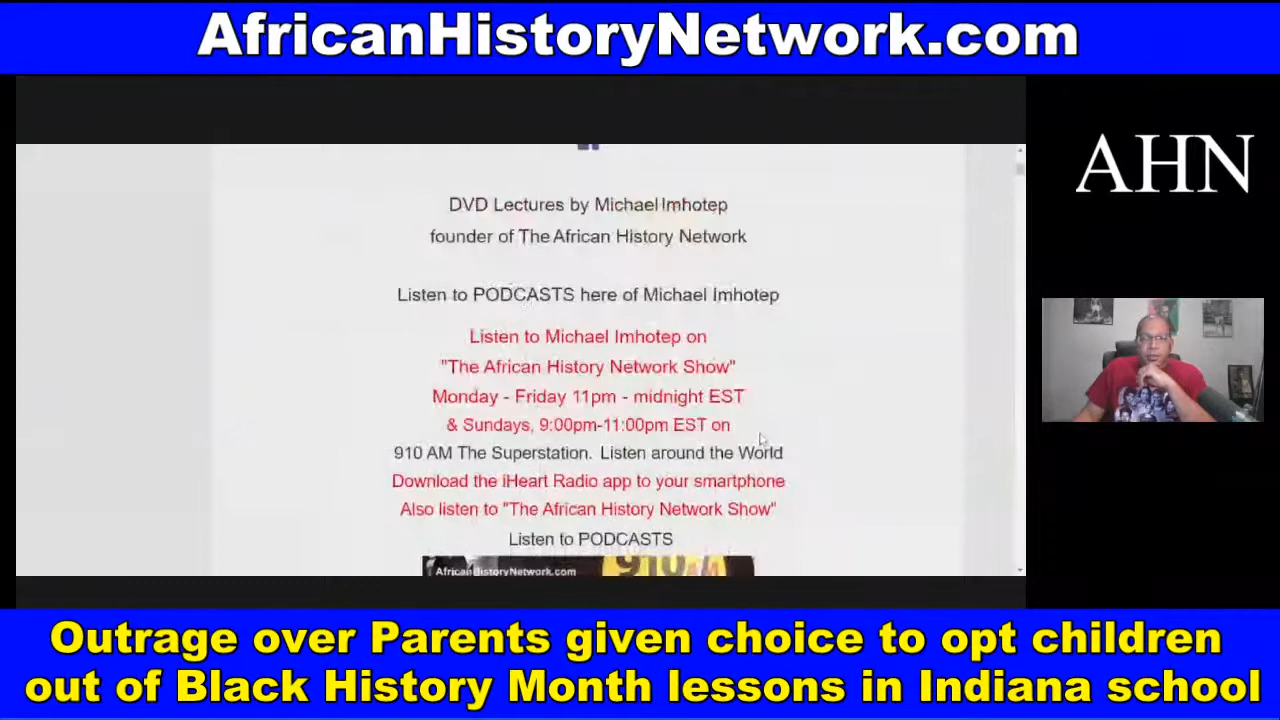 AfricanHistoryNetwork.com
AHN
DVD Lectures by Michael Imhotep
founder of The African History Network
Listen to PODCASTS here of Michael Imhotep
Listen to Michael Imhotep on
"The African History Network Show"
Monday - Friday 11pm - midnight EST
& Sundays, 9:00pm-11:00pm EST on
910 AM The Superstation. Listen around the World
Download the iHeart Radio app to your smartphone
Also listen to "The African History Network Show"
Listen to PODCASTS
AfricanHistoryNetwork.com
910 AM
Outrage over Parents given choice to opt children
out of Black History Month lessons in Indiana school